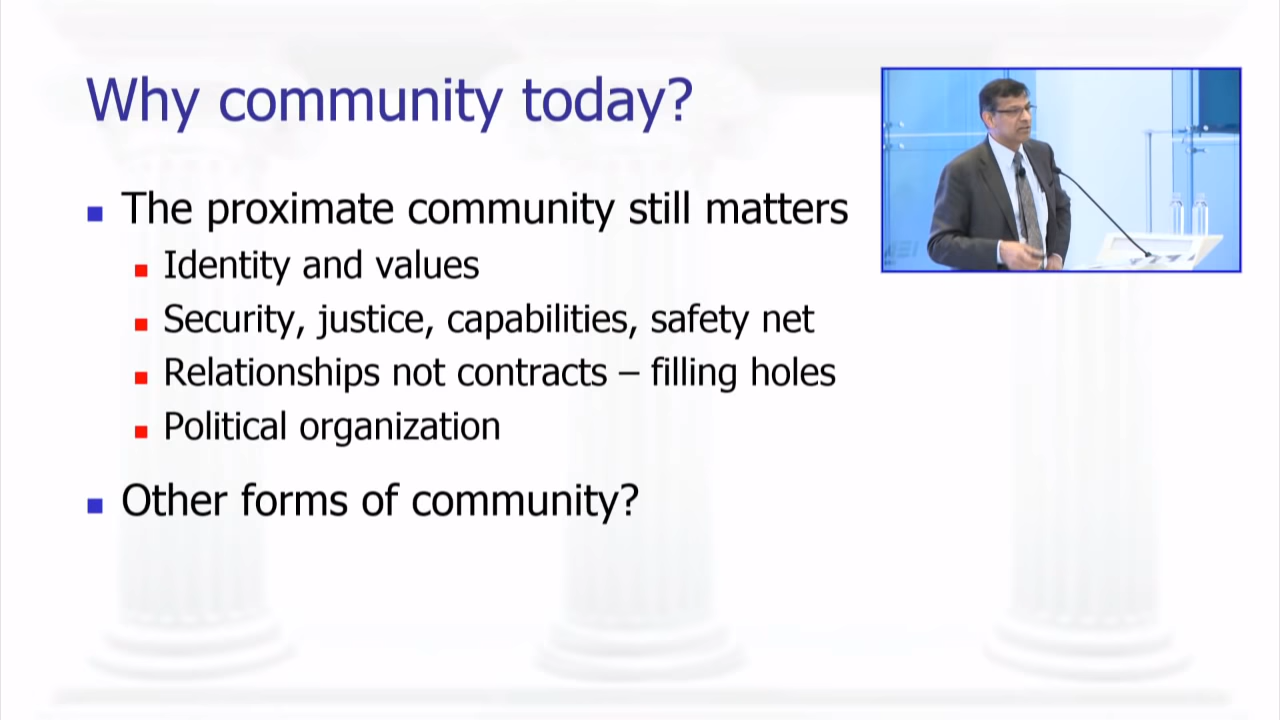 Why community today?
The proximate community still matters
Identity and values
Security, justice, capabilities, safety net
Relationships not contracts – filling holes
Political organization
Other forms of community?